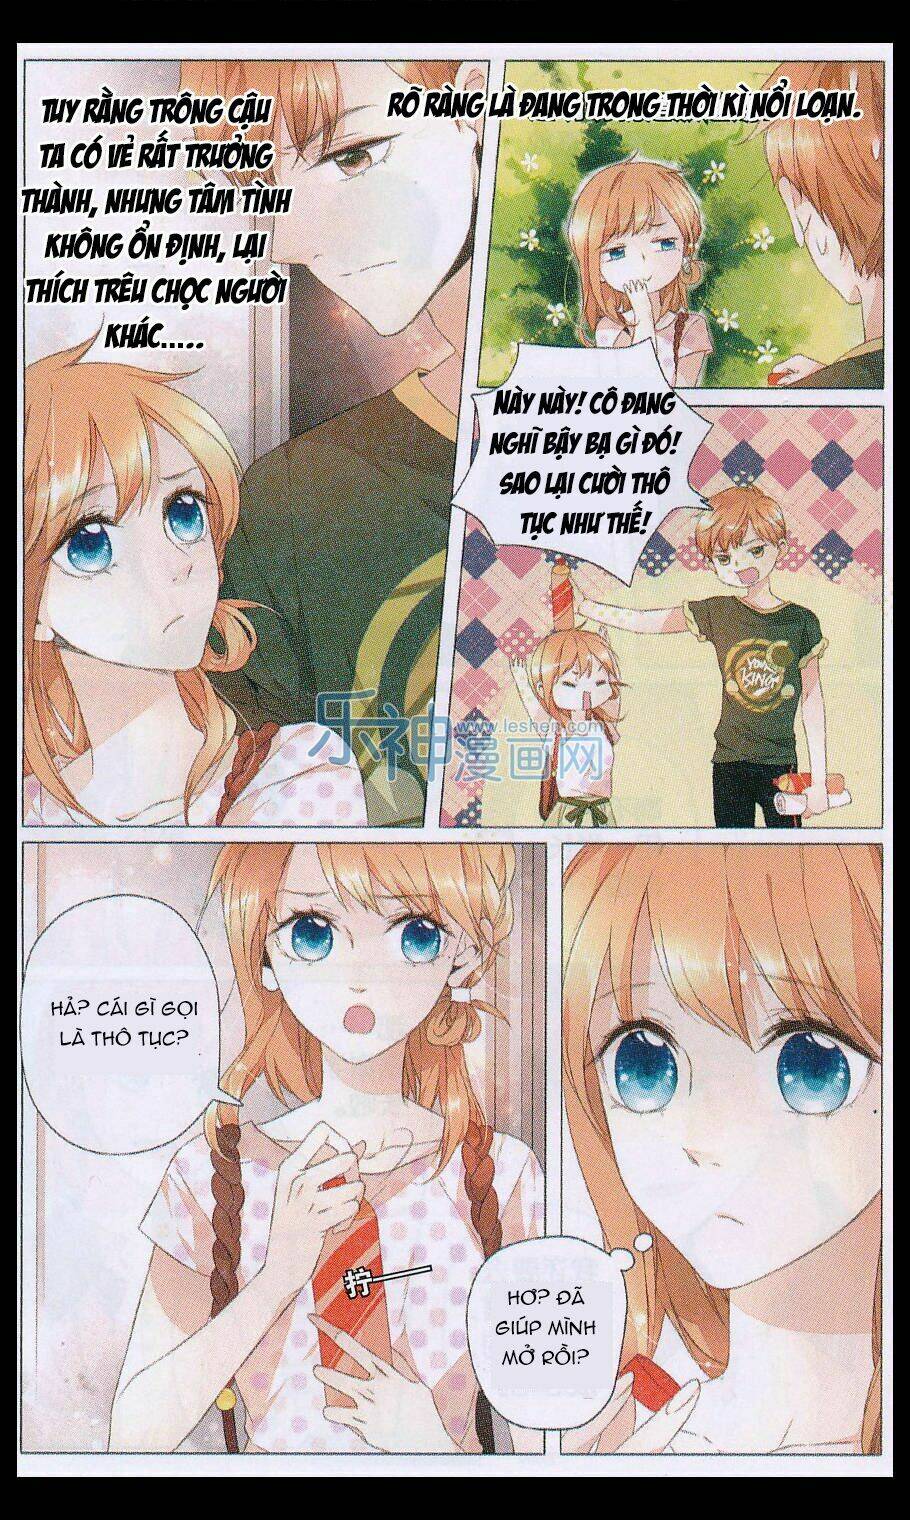 TUY RẰNG TRÔNG CẬU
TA CÓ VẺ RẤT TRƯỞNG
THÀNH, NHƯNG TÂM TÌNH
KHÔNG ỔN ĐỊNH, LẠI
THÍCH TRÊU CHỌC NGƯỜI
KHÁC.....
RÕ RÀNG LÀ ĐANG TRONG THỜI KÌ NỔI LOẠN.
NÀY NÀY! CÔ ĐANG
NGHĨ BẬY BẠ GÌ ĐÓ!
SAO LẠI CƯỜI THÔ
TỤC NHƯ THẾ!
YOUR
KING
www.leshen.com
乐神漫画网
HẢ? CÁI GÌ GỌI
LÀ THÔ TỤC?
拧——
HƠ? ĐÃ
GIÚP MÌNH
MỞ RỒI?